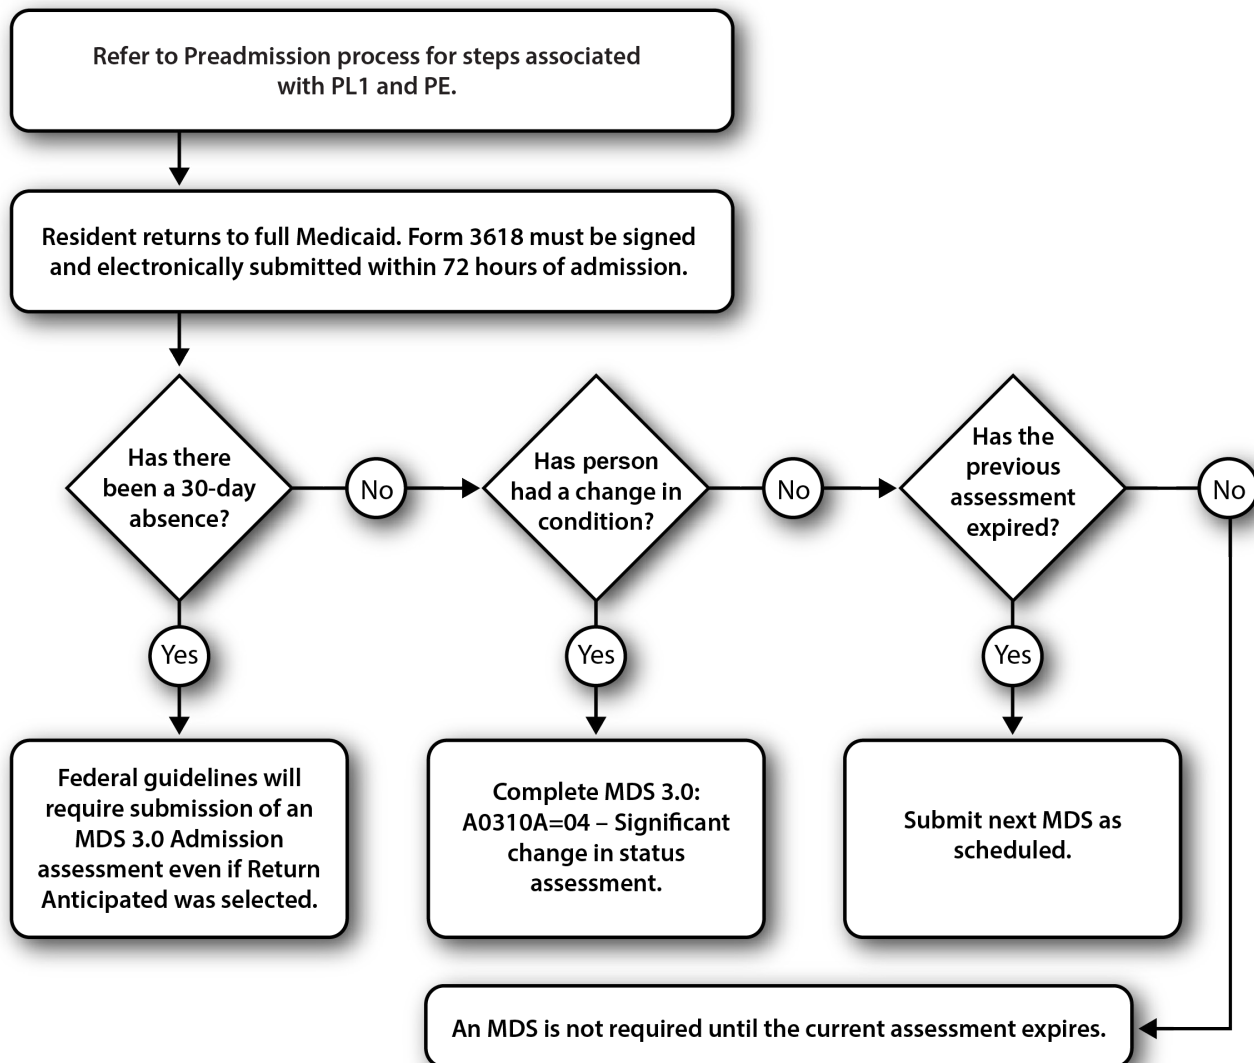 Refer to Preadmission process for steps associated
with PL1 and PE.
Resident returns to full Medicaid. Form 3618 must be signed
and electronically submitted within 72 hours of admission.
Has there
been a 30-day
absence?
No
Has person
had a change in
condition?
No
Has the
previous
assessment
expired?
No
Yes
Yes
Yes
Federal guidelines will
require submission of an
MDS 3.0 Admission
assessment even if Return
Anticipated was selected.
Complete MDS 3.0:
A0310A=04 – Significant
change in status
assessment.
Submit next MDS as
scheduled.
An MDS is not required until the current assessment expires.